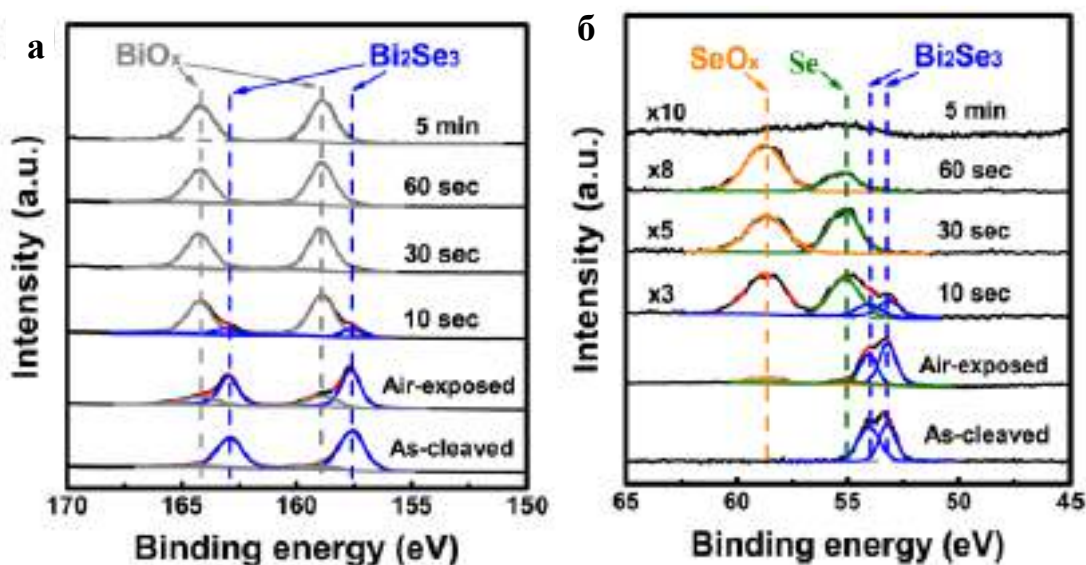 а
BiOₓ
Bi₂Se₃
5 min
60 sec
30 sec
10 sec
Air-exposed
As-cleaved
Intensity (a.u.)
170
165
160
155
150
Binding energy (eV)
б
SeOₓ
Se
Bi₂Se₃
x10
5 min
x8
60 sec
x5
30 sec
x3
10 sec
Air-exposed
As-cleaved
Intensity (a.u.)
65
60
55
50
45
Binding energy (eV)